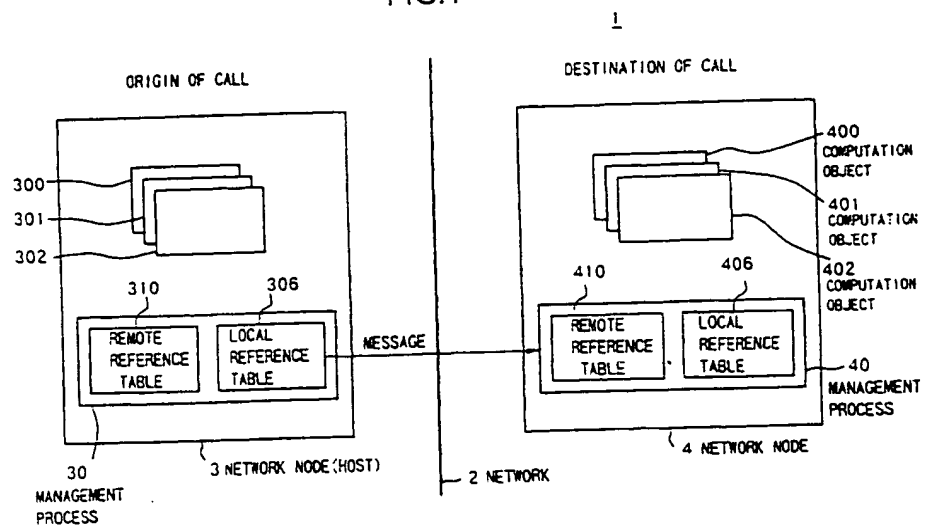 1
ORIGIN OF CALL
DESTINATION OF CALL
300
301
302
310
306
REMOTE
REFERENCE
TABLE
LOCAL
REFERENCE
TABLE
MESSAGE
30
MANAGEMENT
PROCESS
3 NETWORK NODE(HOST)
2 NETWORK
400
COMPUTATION
OBJECT
401
COMPUTATION
OBJECT
402
COMPUTATION
OBJECT
410
406
REMOTE
REFERENCE
TABLE
LOCAL
REFERENCE
TABLE
40
MANAGEMENT
PROCESS
4 NETWORK NODE